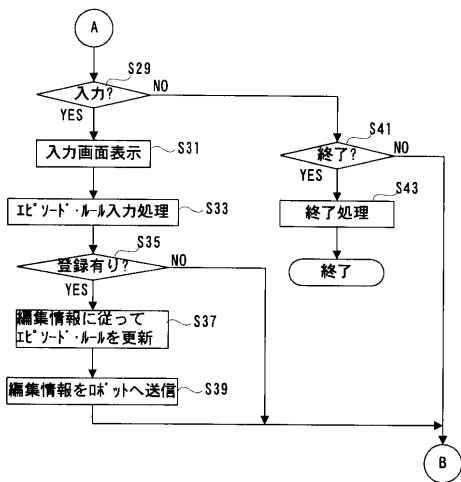 A
S29
入力?
NO
YES
S41
入力画面表示
S31
終了?
NO
YES
S43
エピソード・ルール入力処理
S33
終了処理
S35
登録有り?
NO
終了
YES
編集情報に従って
エピソード・ルールを更新
S37
編集情報をロボットへ送信
S39
B